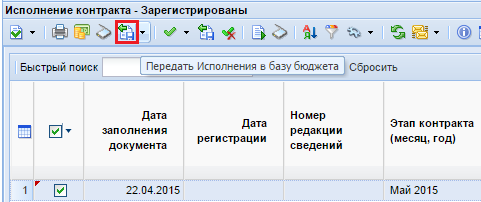 Исполнение контракта - Зарегистрированы
Быстрый поиск
Передать Исполнения в базу бюджета
Сбросить
Дата
заполнения
документа
Дата
регистрации
Номер
редакции
сведений
Этап контракта
(месяц, год)
1
22.04.2015
Май 2015